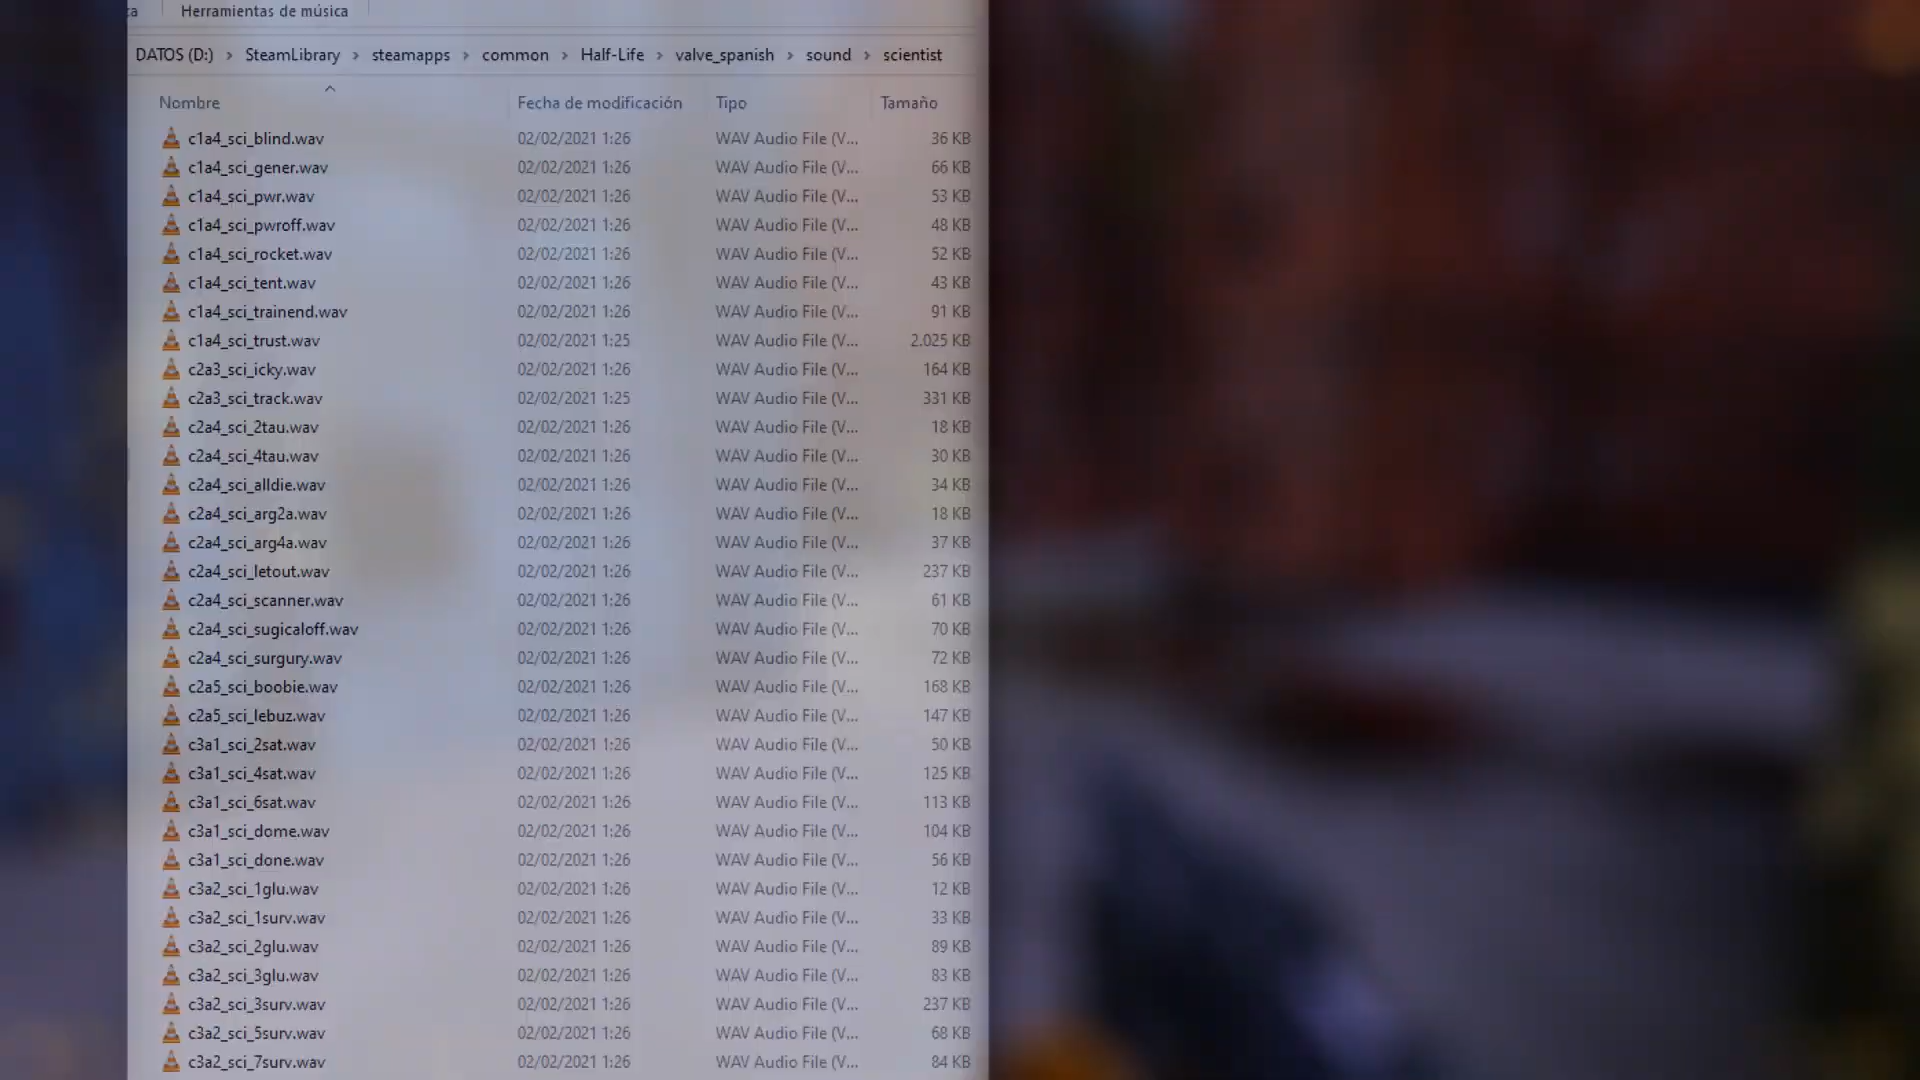 Herramientas de música
DATOS (D:) > SteamLibrary > steamapps > common > Half-Life > valve_spanish > sound > scientist
Nombre Fecha de modificación Tipo Tamaño
c1a4_sci_blind.wav 02/02/2021 1:26 WAV Audio File (V... 36 KB
c1a4_sci_gener.wav 02/02/2021 1:26 WAV Audio File (V... 66 KB
c1a4_sci_pwr.wav 02/02/2021 1:26 WAV Audio File (V... 53 KB
c1a4_sci_pwroff.wav 02/02/2021 1:26 WAV Audio File (V... 48 KB
c1a4_sci_rocket.wav 02/02/2021 1:26 WAV Audio File (V... 52 KB
c1a4_sci_tent.wav 02/02/2021 1:26 WAV Audio File (V... 43 KB
c1a4_sci_trainend.wav 02/02/2021 1:26 WAV Audio File (V... 91 KB
c1a4_sci_trust.wav 02/02/2021 1:25 WAV Audio File (V... 2.025 KB
c2a3_sci_icky.wav 02/02/2021 1:26 WAV Audio File (V... 164 KB
c2a3_sci_track.wav 02/02/2021 1:25 WAV Audio File (V... 331 KB
c2a4_sci_2tau.wav 02/02/2021 1:26 WAV Audio File (V... 18 KB
c2a4_sci_4tau.wav 02/02/2021 1:26 WAV Audio File (V... 30 KB
c2a4_sci_alldie.wav 02/02/2021 1:26 WAV Audio File (V... 34 KB
c2a4_sci_arg2a.wav 02/02/2021 1:26 WAV Audio File (V... 18 KB
c2a4_sci_arg4a.wav 02/02/2021 1:26 WAV Audio File (V... 37 KB
c2a4_sci_letout.wav 02/02/2021 1:26 WAV Audio File (V... 237 KB
c2a4_sci_scanner.wav 02/02/2021 1:26 WAV Audio File (V... 61 KB
c2a4_sci_sugicaloff.wav 02/02/2021 1:26 WAV Audio File (V... 70 KB
c2a4_sci_surgury.wav 02/02/2021 1:26 WAV Audio File (V... 72 KB
c2a5_sci_boobie.wav 02/02/2021 1:26 WAV Audio File (V... 168 KB
c2a5_sci_lebuz.wav 02/02/2021 1:26 WAV Audio File (V... 147 KB
c3a1_sci_2sat.wav 02/02/2021 1:26 WAV Audio File (V... 50 KB
c3a1_sci_4sat.wav 02/02/2021 1:26 WAV Audio File (V... 125 KB
c3a1_sci_6sat.wav 02/02/2021 1:26 WAV Audio File (V... 113 KB
c3a1_sci_dome.wav 02/02/2021 1:26 WAV Audio File (V... 104 KB
c3a1_sci_done.wav 02/02/2021 1:26 WAV Audio File (V... 56 KB
c3a2_sci_1glu.wav 02/02/2021 1:26 WAV Audio File (V... 12 KB
c3a2_sci_1surv.wav 02/02/2021 1:26 WAV Audio File (V... 33 KB
c3a2_sci_2glu.wav 02/02/2021 1:26 WAV Audio File (V... 89 KB
c3a2_sci_3glu.wav 02/02/2021 1:26 WAV Audio File (V... 83 KB
c3a2_sci_3surv.wav 02/02/2021 1:26 WAV Audio File (V... 237 KB
c3a2_sci_5surv.wav 02/02/2021 1:26 WAV Audio File (V... 68 KB
c3a2_sci_7surv.wav 02/02/2021 1:26 WAV Audio File (V... 84 KB